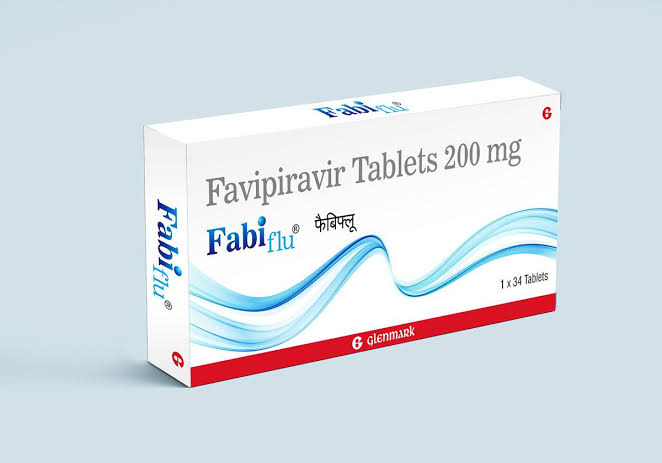 Fabiflu®
G
Favipiravir Tablets 200 mg
Fabiflu® फैबिफ्लू
1 x 34 Tablets
G Glenmark
Fabiflu®
G